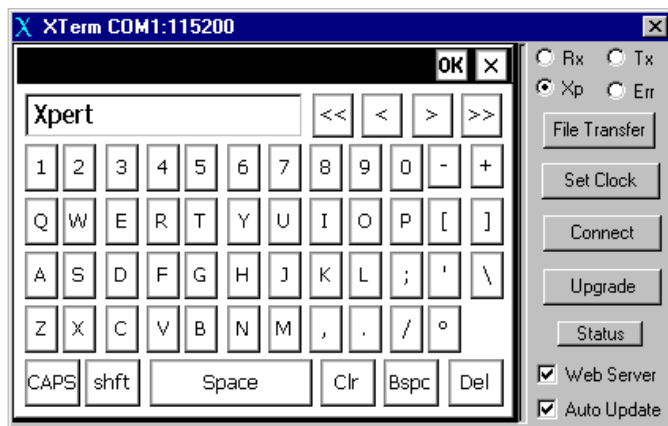 XTerm COM1:115200
OK ×
Xpert << < > >>
1 2 3 4 5 6 7 8 9 0 - +
Q W E R T Y U I O P [ ]
A S D F G H J K L ; ' \
Z X C V B N M , . / º
CAPS shft Space Clr Bspc Del
Rx Tx
Xp Err
File Transfer
Set Clock
Connect
Upgrade
Status
Web Server
Auto Update